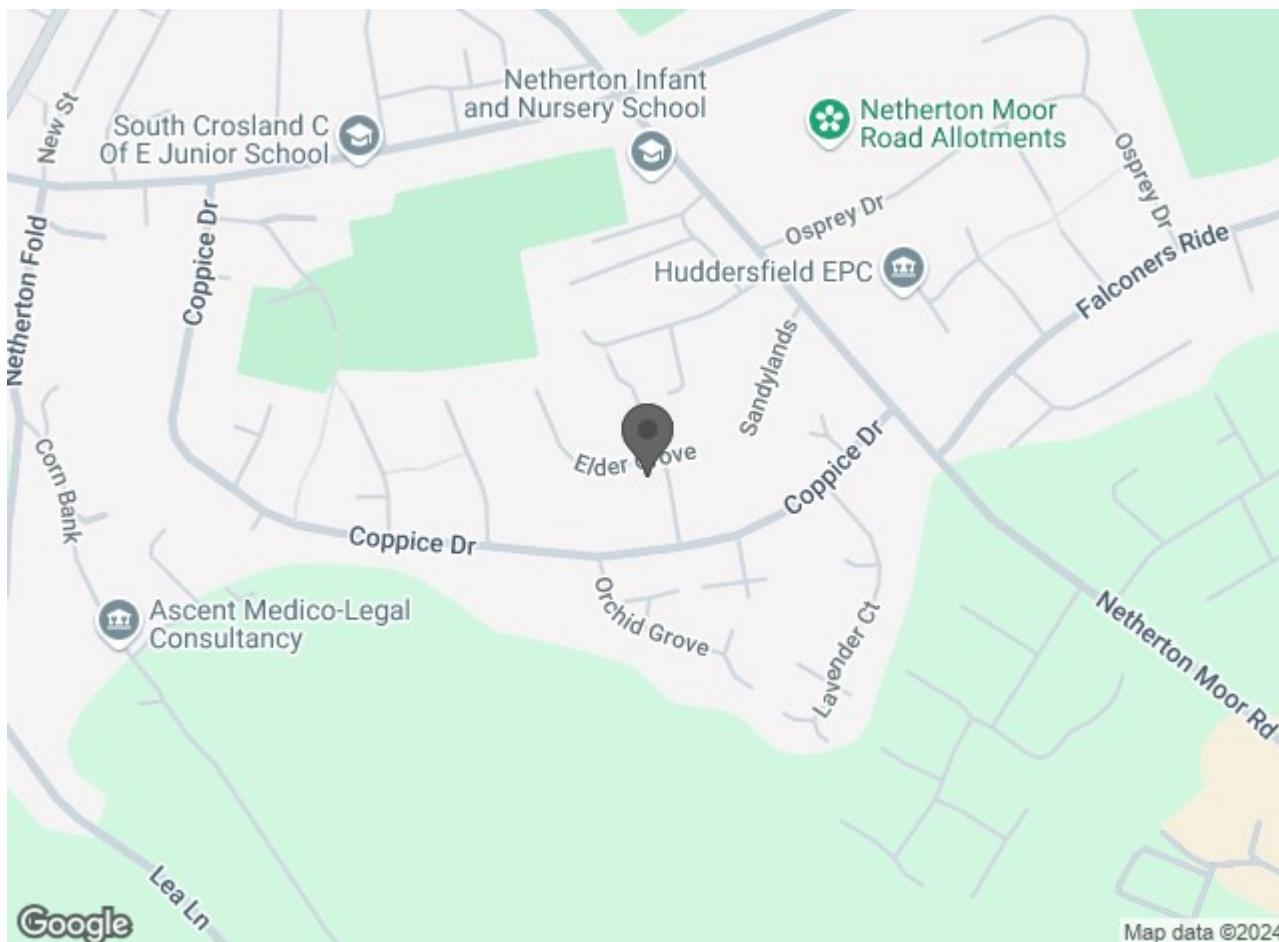 Netherton Infant
and Nursery School
South Crosland C
Of E Junior School
New St
Netherton Moor
Road Allotments
Osprey Dr
Osprey Dr
Huddersfield EPC
Falconers Ride
Coppice Dr
Netherton Fold
Sandylands
Elder Grove
Coppice Dr
Corn Bank
Coppice Dr
Orchid Grove
Ascent Medico-Legal
Consultancy
Lavender Ct
Netherton Moor Rd
Lea Ln
Google
Map data ©2024